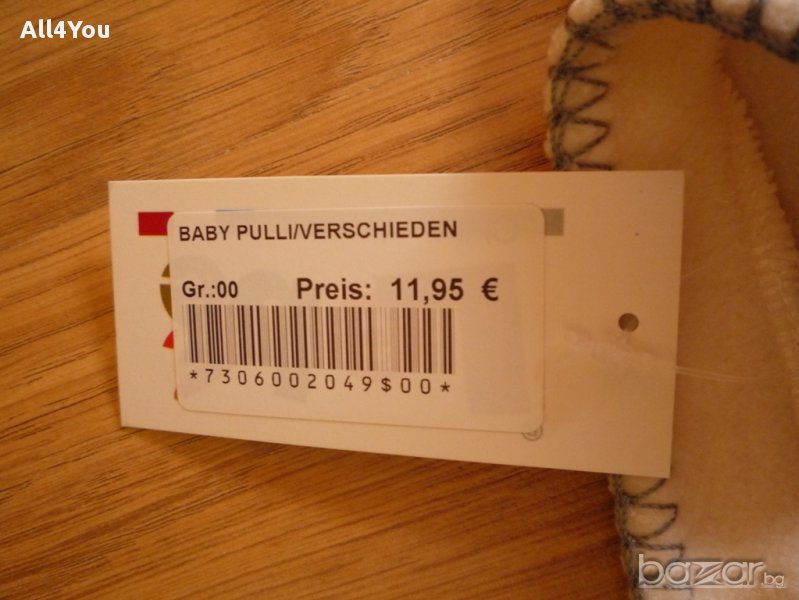 All4You
BABY PULLI/VERSCHIEDEN
Gr.:00 Preis: 11,95 €
*7306002049$00*
bazar.bg